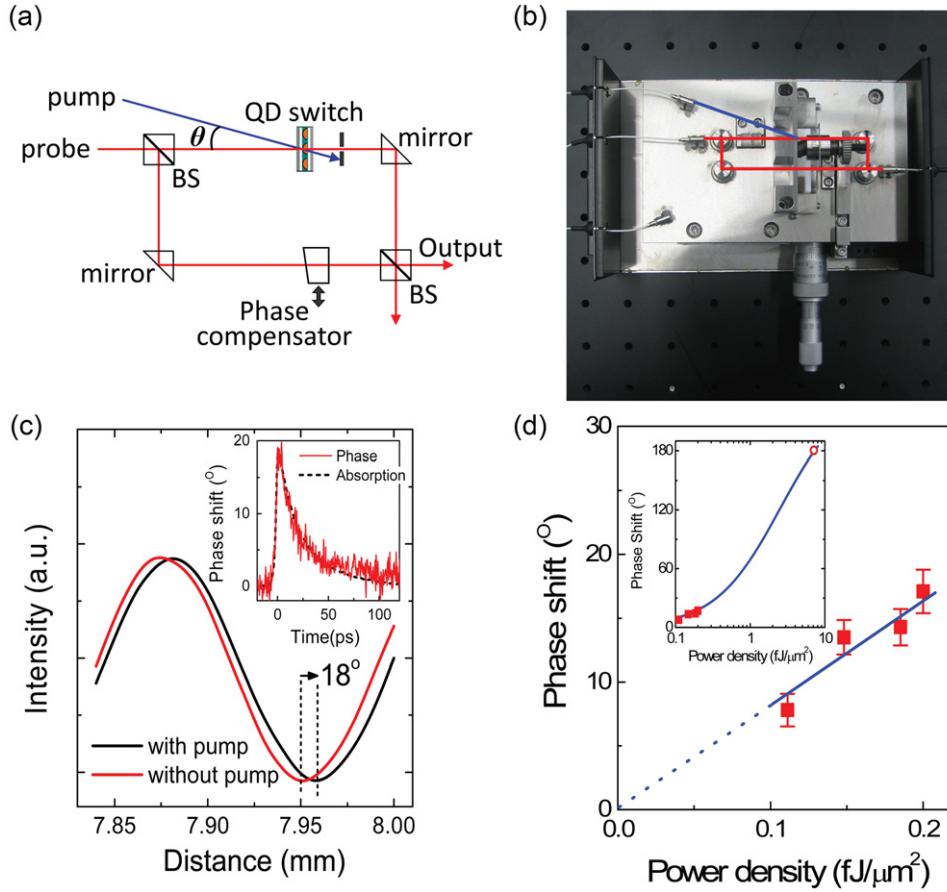 (a)
pump
QD switch
mirror
probe
θ
BS
mirror
Output
BS
Phase
compensator
(b)
(c)
Intensity (a.u.)
20
10
0
Phase shift (°)
Phase
Absorption
0 50 100
Time(ps)
18°
with pump
without pump
7.85 7.90 7.95 8.00
Distance (mm)
(d)
Phase shift (°)
30
20
10
0
180
120
60
0
Phase Shift (°)
0.1 1 10
Power density (fJ/μm²)
0.0 0.1 0.2
Power density (fJ/μm²)